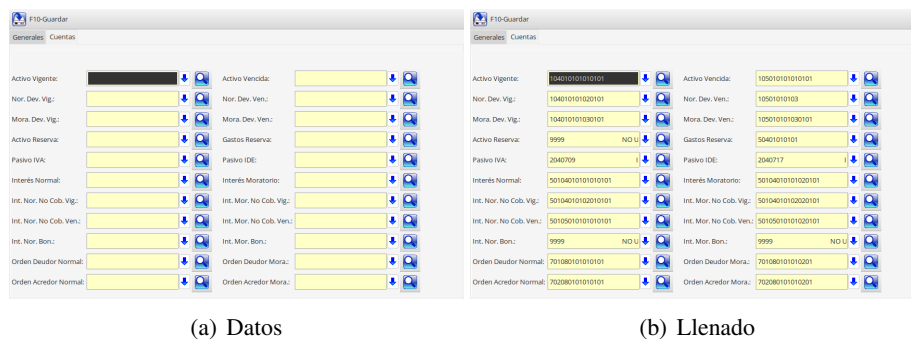 F10-Guardar
Generales Cuentas
Activo Vigente: Activo Vencida:
Nor. Dev. Vig.: Nor. Dev. Ven.:
Mora. Dev. Vig.: Mora. Dev. Ven.:
Activo Reserva: Gastos Reserva:
Pasivo IVA: Pasivo IDE:
Interés Normal: Interés Moratorio:
Int. Nor. No Cob. Vig.: Int. Mor. No Cob. Vig.:
Int. Nor. No Cob. Ven.: Int. Mor. No Cob. Ven.:
Int. Nor. Bon.: Int. Mor. Bon.:
Orden Deudor Normal: Orden Deudor Mora.:
Orden Acredor Normal: Orden Acredor Mora.:
(a) Datos
F10-Guardar
Generales Cuentas
Activo Vigente: 104010101010101 Activo Vencida: 105010101010101
Nor. Dev. Vig.: 104010101020101 Nor. Dev. Ven.: 10501010103
Mora. Dev. Vig.: 104010101030101 Mora. Dev. Ven.: 105010101030101
Activo Reserva: 9999 NO U Gastos Reserva: 50401010101
Pasivo IVA: 2040709 I Pasivo IDE: 2040717 I
Interés Normal: 501040101010101 Interés Moratorio: 501040101020101
Int. Nor. No Cob. Vig.: 501040102010101 Int. Mor. No Cob. Vig.: 501040102020101
Int. Nor. No Cob. Ven.: 501050101010101 Int. Mor. No Cob. Ven.: 501050101020101
Int. Nor. Bon.: 9999 NO U Int. Mor. Bon.: 9999 NO U
Orden Deudor Normal: 701080101010101 Orden Deudor Mora.: 701080101010201
Orden Acredor Normal: 702080101010101 Orden Acredor Mora.: 702080101010201
(b) Llenado